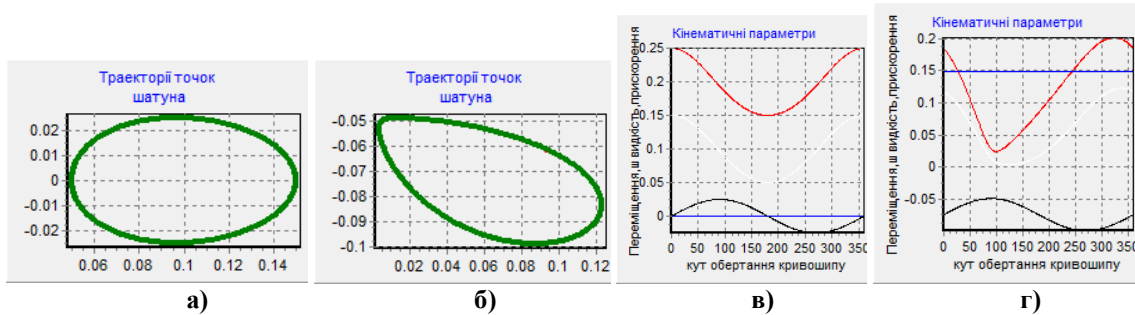 Траекторії точок
шатуна
0.02
0.01
0
-0.01
-0.02
0.06 0.08 0.1 0.12 0.14
а)
Траекторії точок
шатуна
-0.05
-0.06
-0.07
-0.08
-0.09
-0.1
0.02 0.04 0.06 0.08 0.1 0.12
б)
Кінематичні параметри
Переміщення,ш видкість,прискорення
0.25
0.2
0.15
0.1
0.05
0
0 50 100 150 200 250 300 350
кут обертання кривошипу
в)
Кінематичні параметри
Переміщення,ш видкість,прискорення
0.2
0.15
0.1
0.05
0
-0.05
0 50 100 150 200 250 300 350
кут обертання кривошипу
г)